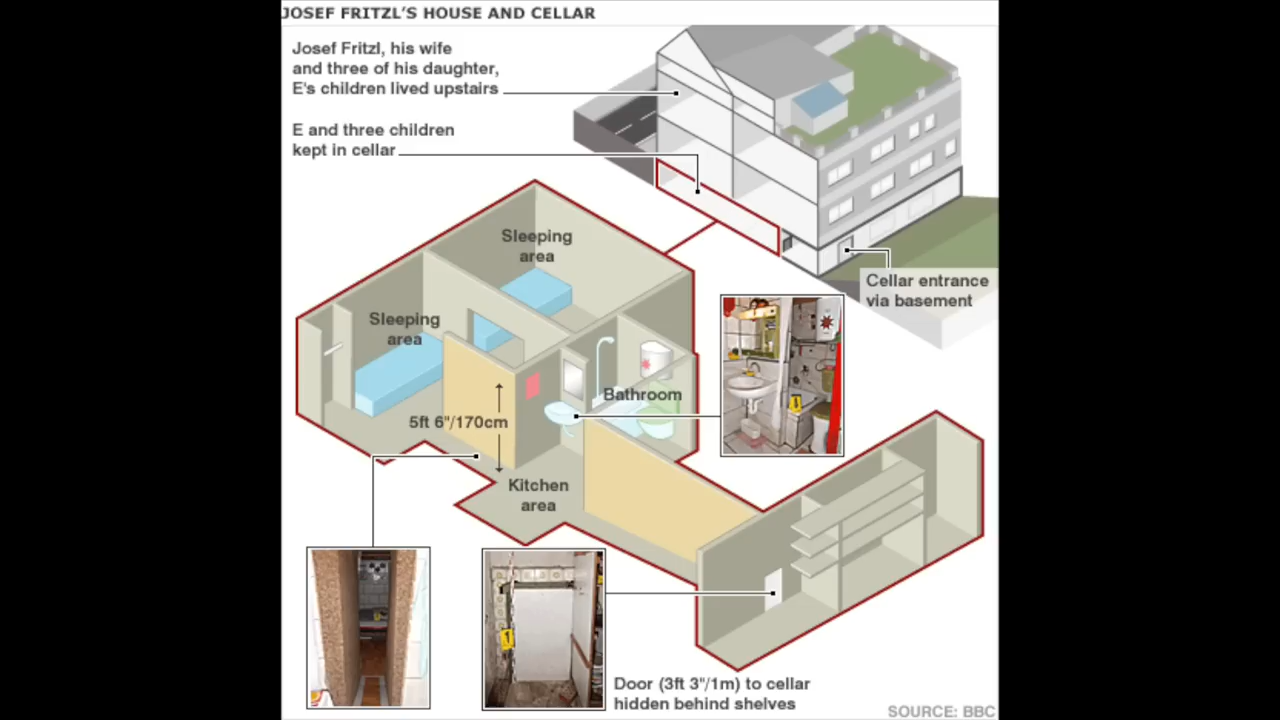 JOSEF FRITZL'S HOUSE AND CELLAR
Josef Fritzl, his wife
and three of his daughter,
E's children lived upstairs
E and three children
kept in cellar
Sleeping
area
Cellar entrance
via basement
Sleeping
area
Bathroom
5ft 6"/170cm
Kitchen
area
1
Door (3ft 3"/1m) to cellar
hidden behind shelves
SOURCE: BBC